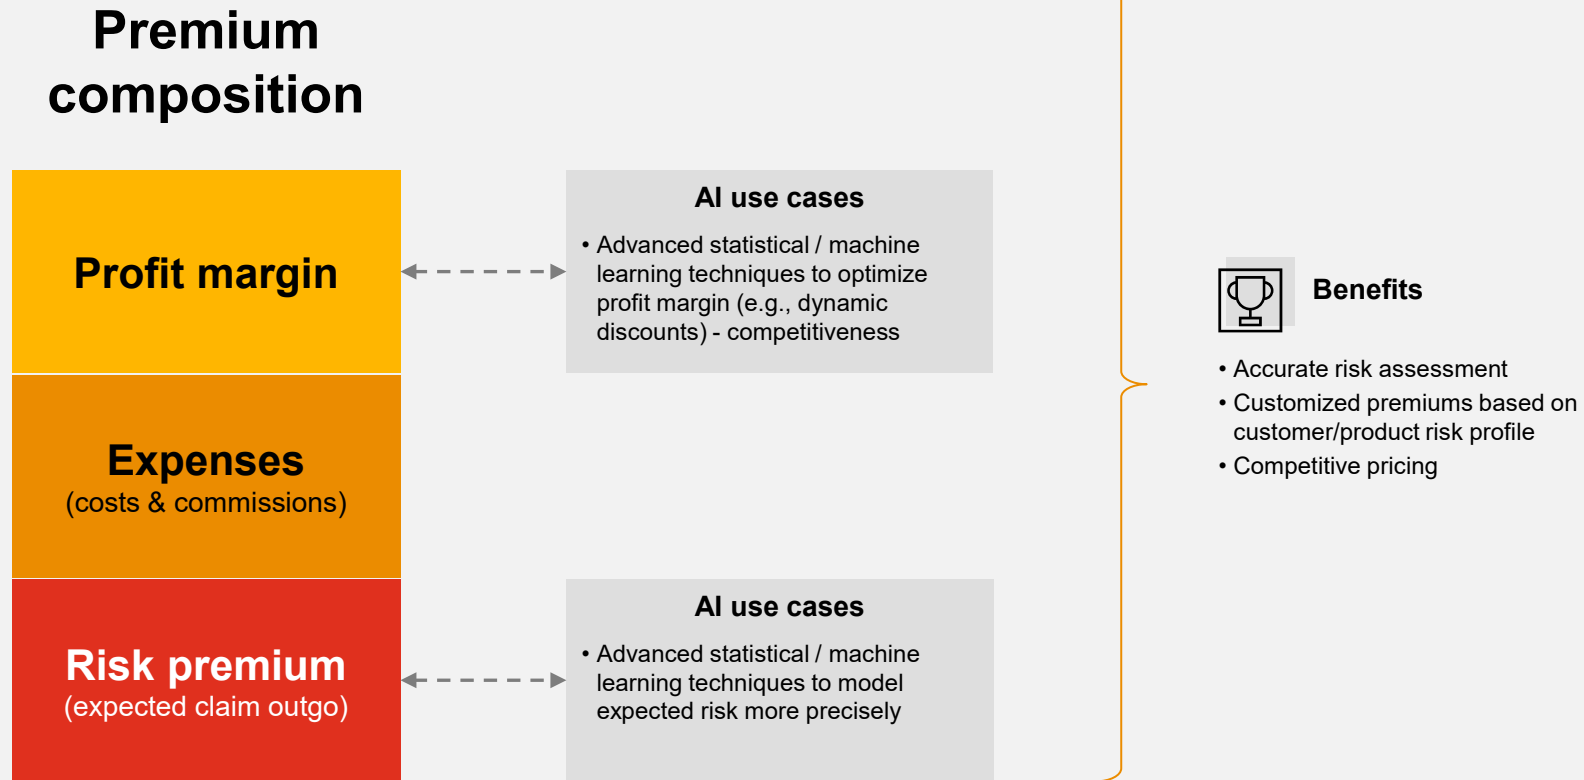 Premium
composition
Profit margin
AI use cases
• Advanced statistical / machine
learning techniques to optimize
profit margin (e.g., dynamic
discounts) - competitiveness
Expenses
(costs & commissions)
Risk premium
(expected claim outgo)
AI use cases
• Advanced statistical / machine
learning techniques to model
expected risk more precisely
Benefits
• Accurate risk assessment
• Customized premiums based on
customer/product risk profile
• Competitive pricing